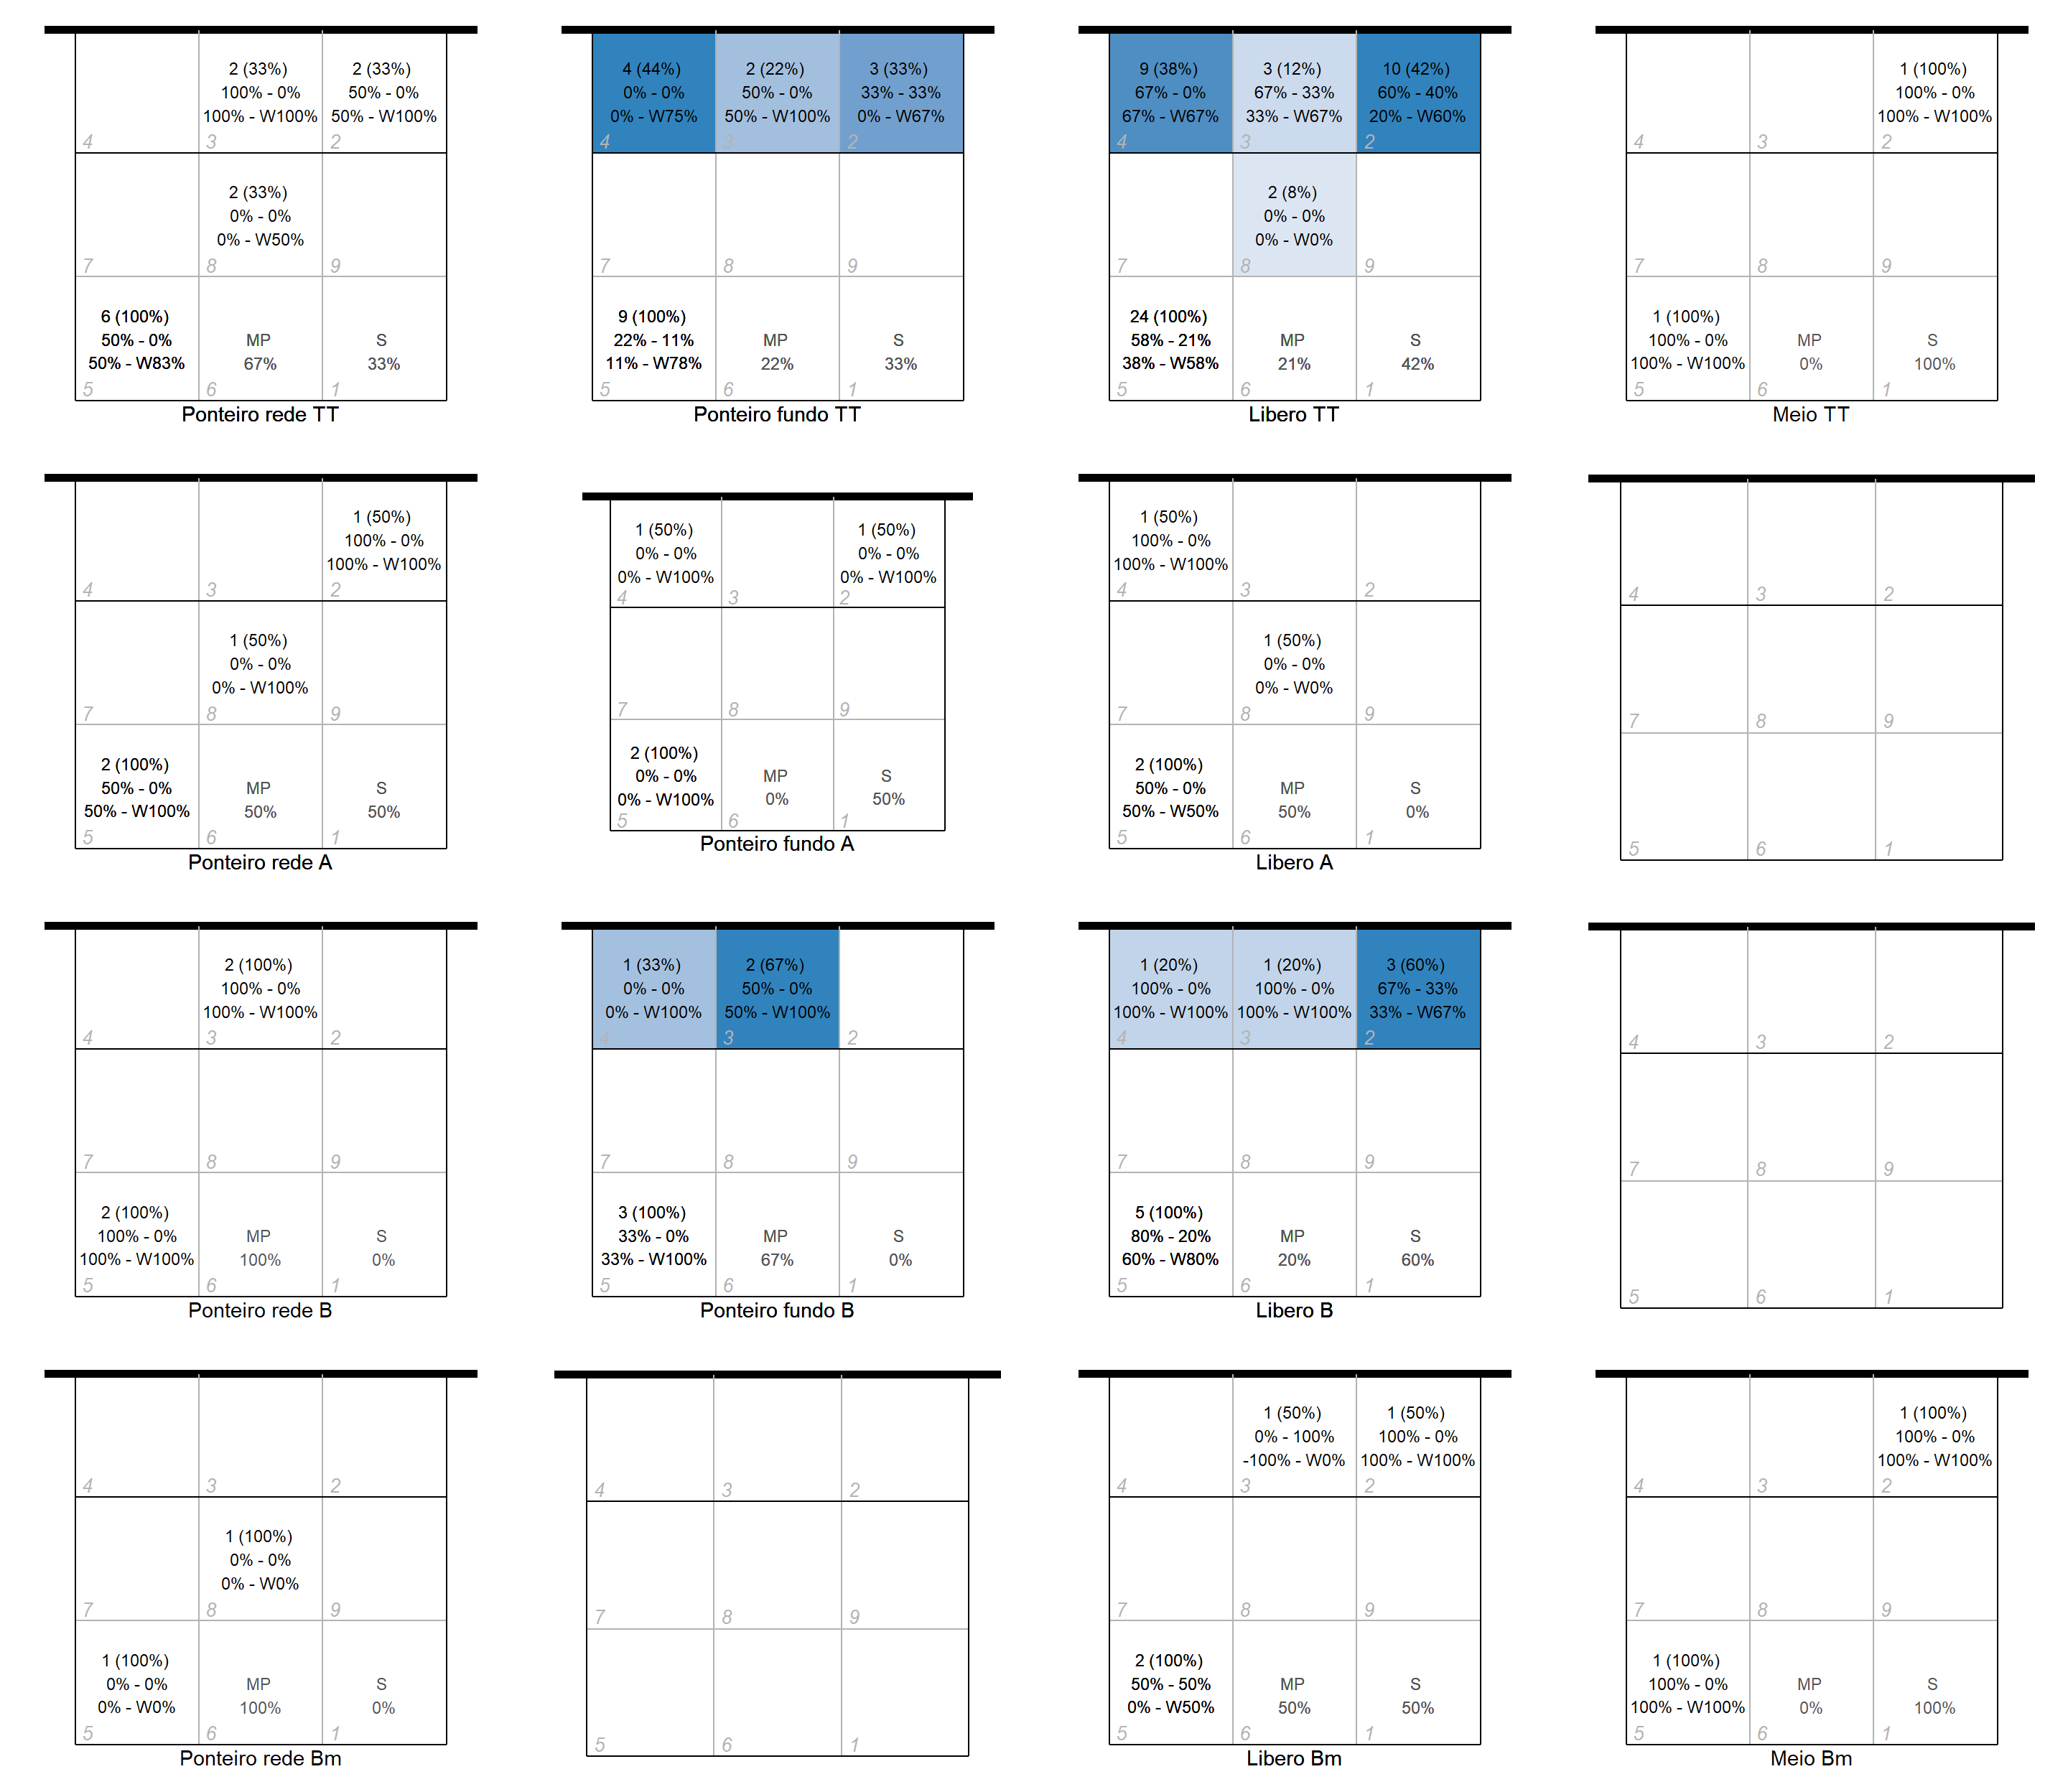 2 (33%)
100% - 0%
100% - W100%
2 (33%)
50% - 0%
50% - W100%
4
3
2
2 (33%)
0% - 0%
0% - W50%
7
8
9
6 (100%)
50% - 0%
50% - W83%
MP
67%
S
33%
5
6
1
Ponteiro rede TT
4 (44%)
0% - 0%
0% - W75%
2 (22%)
50% - 0%
50% - W100%
3 (33%)
33% - 33%
0% - W67%
4
3
2
7
8
9
9 (100%)
22% - 11%
11% - W78%
MP
22%
S
33%
5
6
1
Ponteiro fundo TT
9 (38%)
67% - 0%
67% - W67%
3 (12%)
67% - 33%
33% - W67%
10 (42%)
60% - 40%
20% - W60%
4
3
2
2 (8%)
0% - 0%
0% - W0%
7
8
9
24 (100%)
58% - 21%
38% - W58%
MP
21%
S
42%
5
6
1
Libero TT
1 (100%)
100% - 0%
100% - W100%
4
3
2
7
8
9
1 (100%)
100% - 0%
100% - W100%
MP
0%
S
100%
5
6
1
Meio TT
1 (50%)
100% - 0%
100% - W100%
4
3
2
1 (50%)
0% - 0%
0% - W100%
7
8
9
2 (100%)
50% - 0%
50% - W100%
MP
50%
S
50%
5
6
1
Ponteiro rede A
1 (50%)
0% - 0%
0% - W100%
1 (50%)
0% - 0%
0% - W100%
4
3
2
7
8
9
2 (100%)
0% - 0%
0% - W100%
MP
0%
S
50%
5
6
1
Ponteiro fundo A
1 (50%)
100% - 0%
100% - W100%
4
3
2
1 (50%)
0% - 0%
0% - W0%
7
8
9
2 (100%)
50% - 0%
50% - W50%
MP
50%
S
0%
5
6
1
Libero A
4
3
2
7
8
9
5
6
1
2 (100%)
100% - 0%
100% - W100%
4
3
2
7
8
9
2 (100%)
100% - 0%
100% - W100%
MP
100%
S
0%
5
6
1
Ponteiro rede B
1 (33%)
0% - 0%
0% - W100%
2 (67%)
50% - 0%
50% - W100%
4
3
2
7
8
9
3 (100%)
33% - 0%
33% - W100%
MP
67%
S
0%
5
6
1
Ponteiro fundo B
1 (20%)
100% - 0%
100% - W100%
1 (20%)
100% - 0%
100% - W100%
3 (60%)
67% - 33%
33% - W67%
4
3
2
7
8
9
5 (100%)
80% - 20%
60% - W80%
MP
20%
S
60%
5
6
1
Libero B
4
3
2
7
8
9
5
6
1
4
3
2
1 (100%)
0% - 0%
0% - W0%
7
8
9
1 (100%)
0% - 0%
0% - W0%
MP
100%
S
0%
5
6
1
Ponteiro rede Bm
4
3
2
7
8
9
5
6
1
1 (50%)
0% - 100%
-100% - W0%
1 (50%)
100% - 0%
100% - W100%
4
3
2
7
8
9
2 (100%)
50% - 50%
0% - W50%
MP
50%
S
50%
5
6
1
Libero Bm
1 (100%)
100% - 0%
100% - W100%
4
3
2
7
8
9
1 (100%)
100% - 0%
100% - W100%
MP
0%
S
100%
5
6
1
Meio Bm